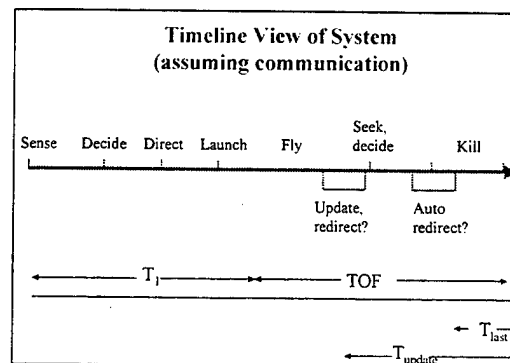 Timeline View of System
(assuming communication)
Seek,
Sense Decide Direct Launch Fly decide Kill
Update, Auto
redirect? redirect?
T1 TOF
Tlast
Tupdate